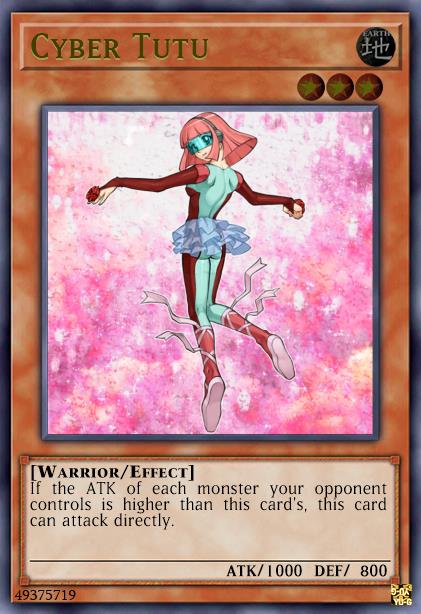 Cyber Tutu
EARTH
地
[Warrior/Effect]
If the ATK of each monster your opponent
controls is higher than this card's, this card
can attack directly.
ATK/1000 DEF/ 800
49375719